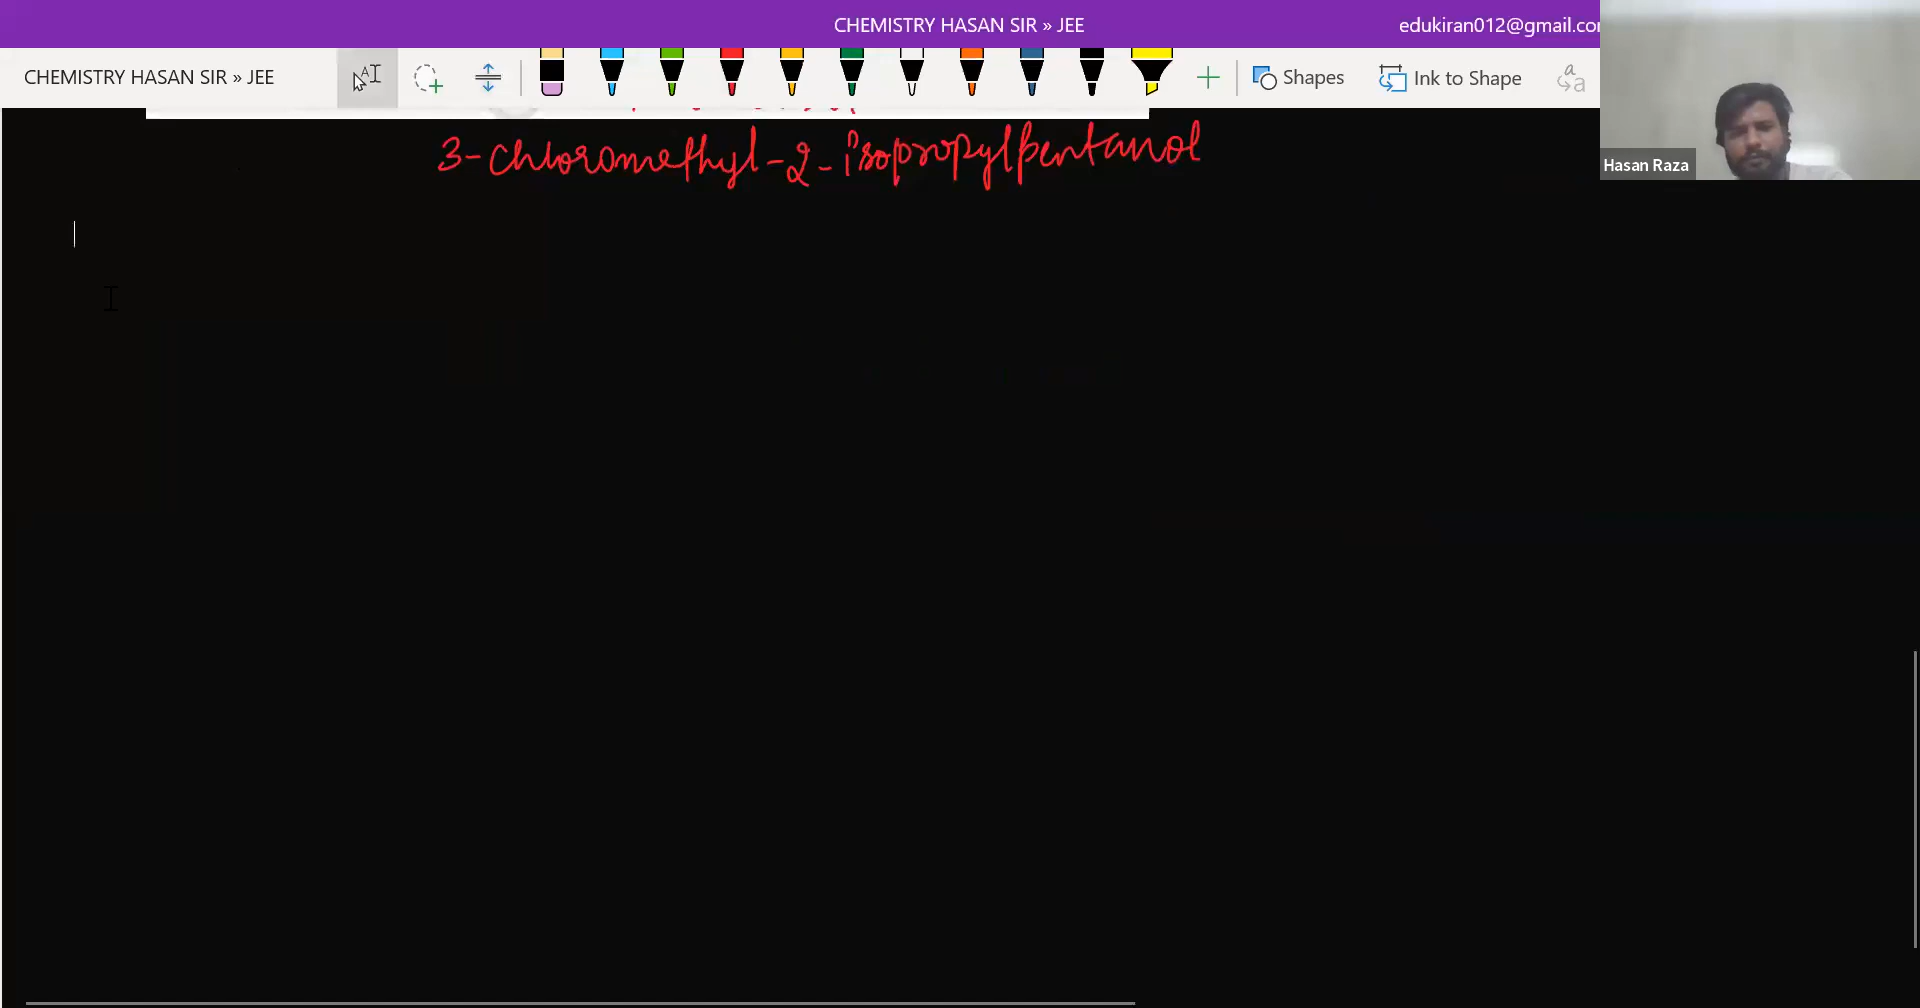 CHEMISTRY HASAN SIR » JEE
edukiran012@gmail.co
CHEMISTRY HASAN SIR » JEE
Shapes
Ink to Shape
3-chloromethyl-2-isopropylpentanol
Hasan Raza